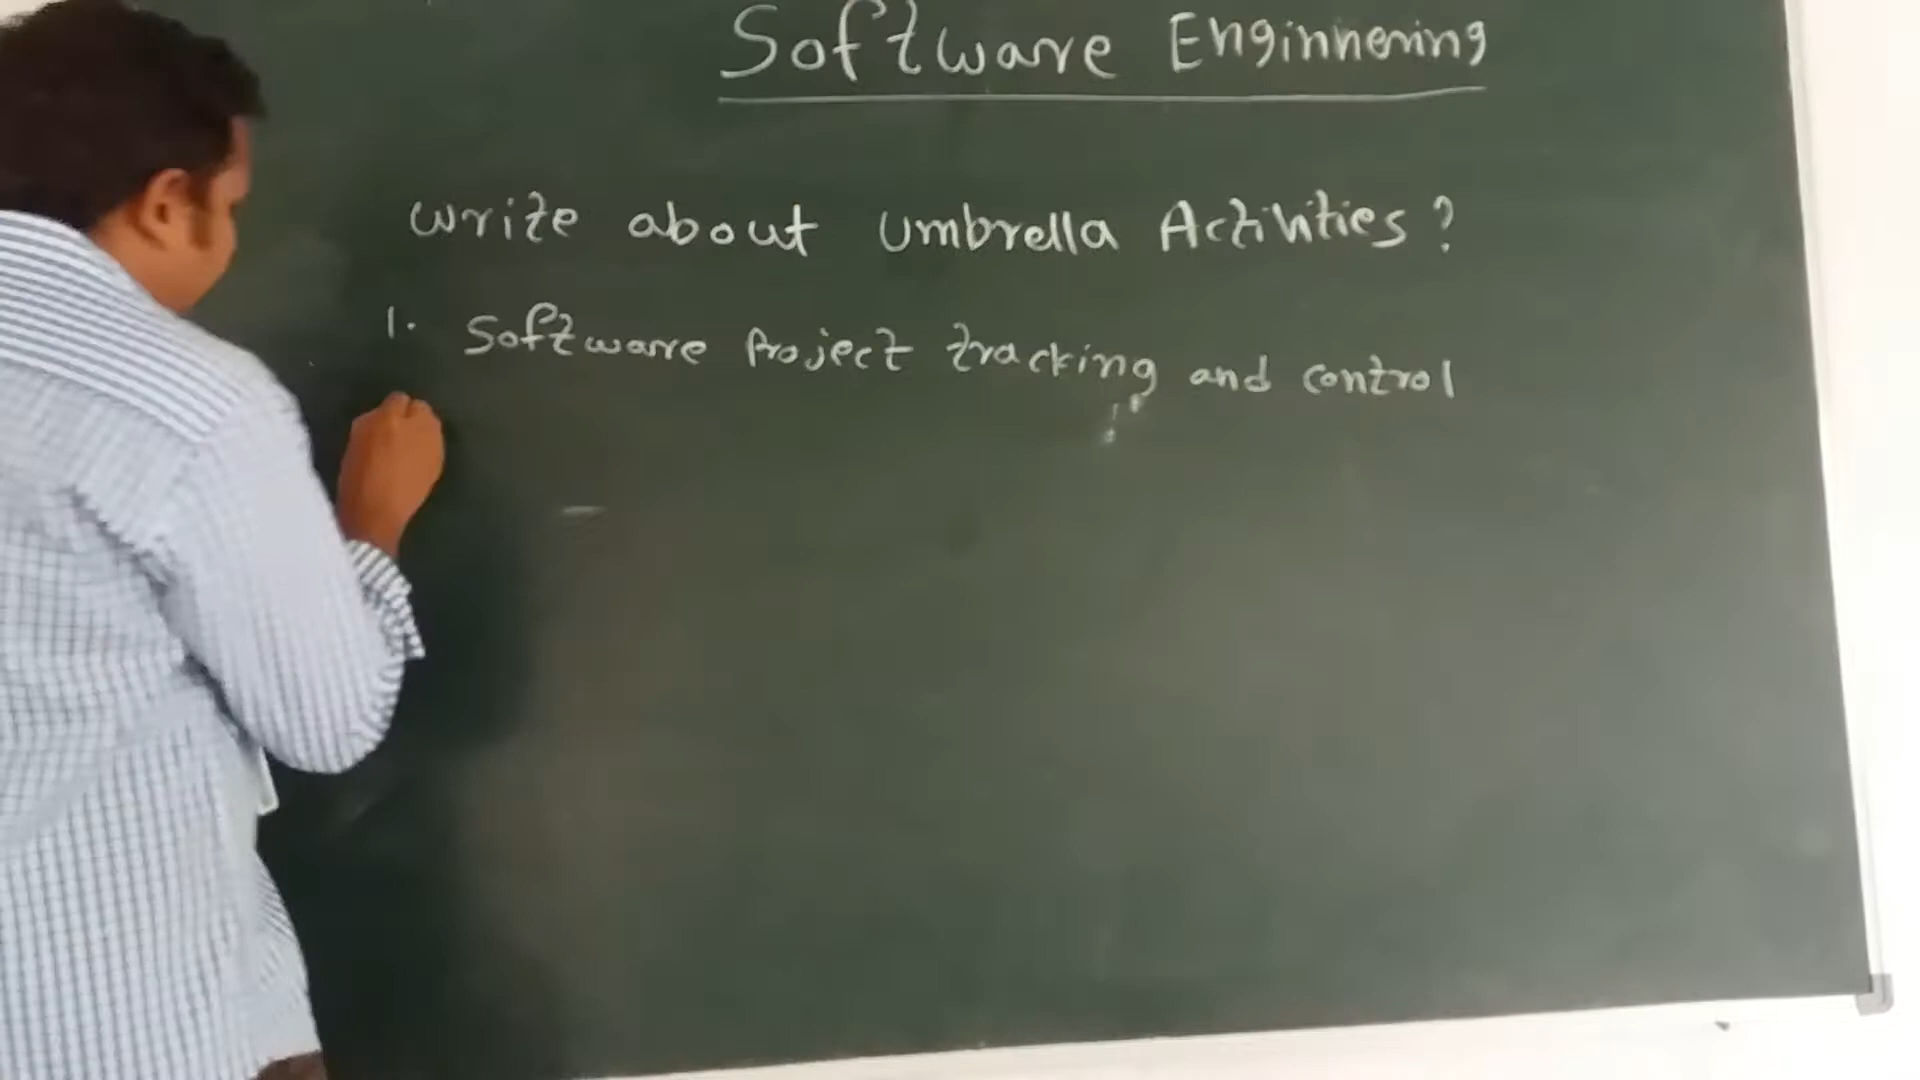 Software Enginnering
write about umbrella Activities?
1. Software Project tracking and control